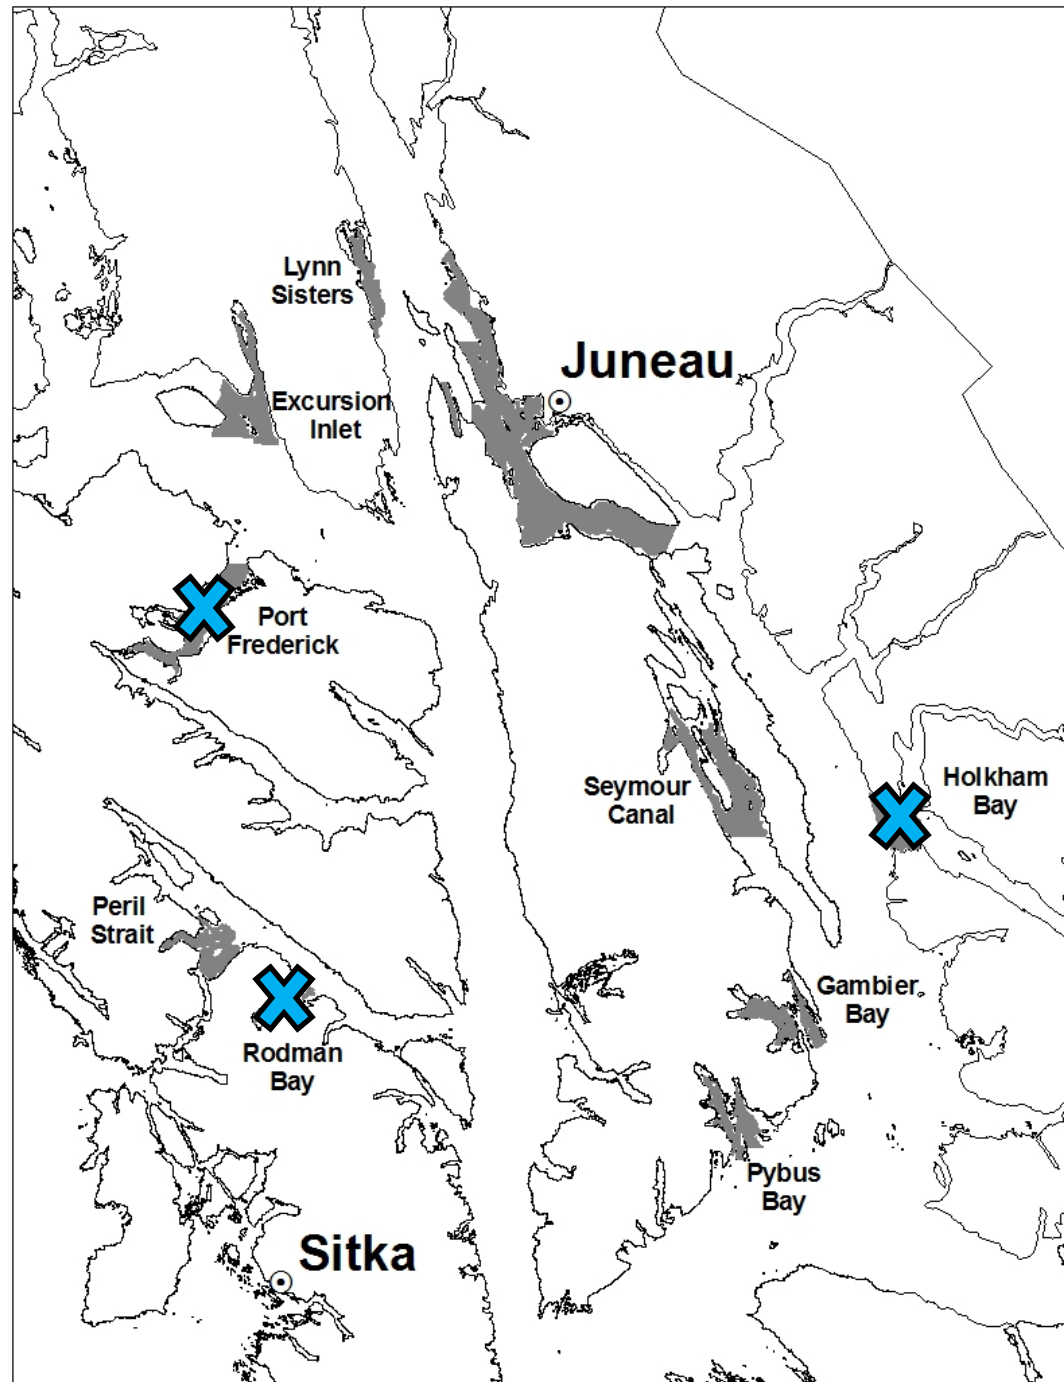 Lynn
Sisters
Juneau
Excursion
Inlet
Port
Frederick
Seymour
Canal
Holkham
Bay
Peril
Strait
Gambier
Bay
Rodman
Bay
Pybus
Bay
Sitka